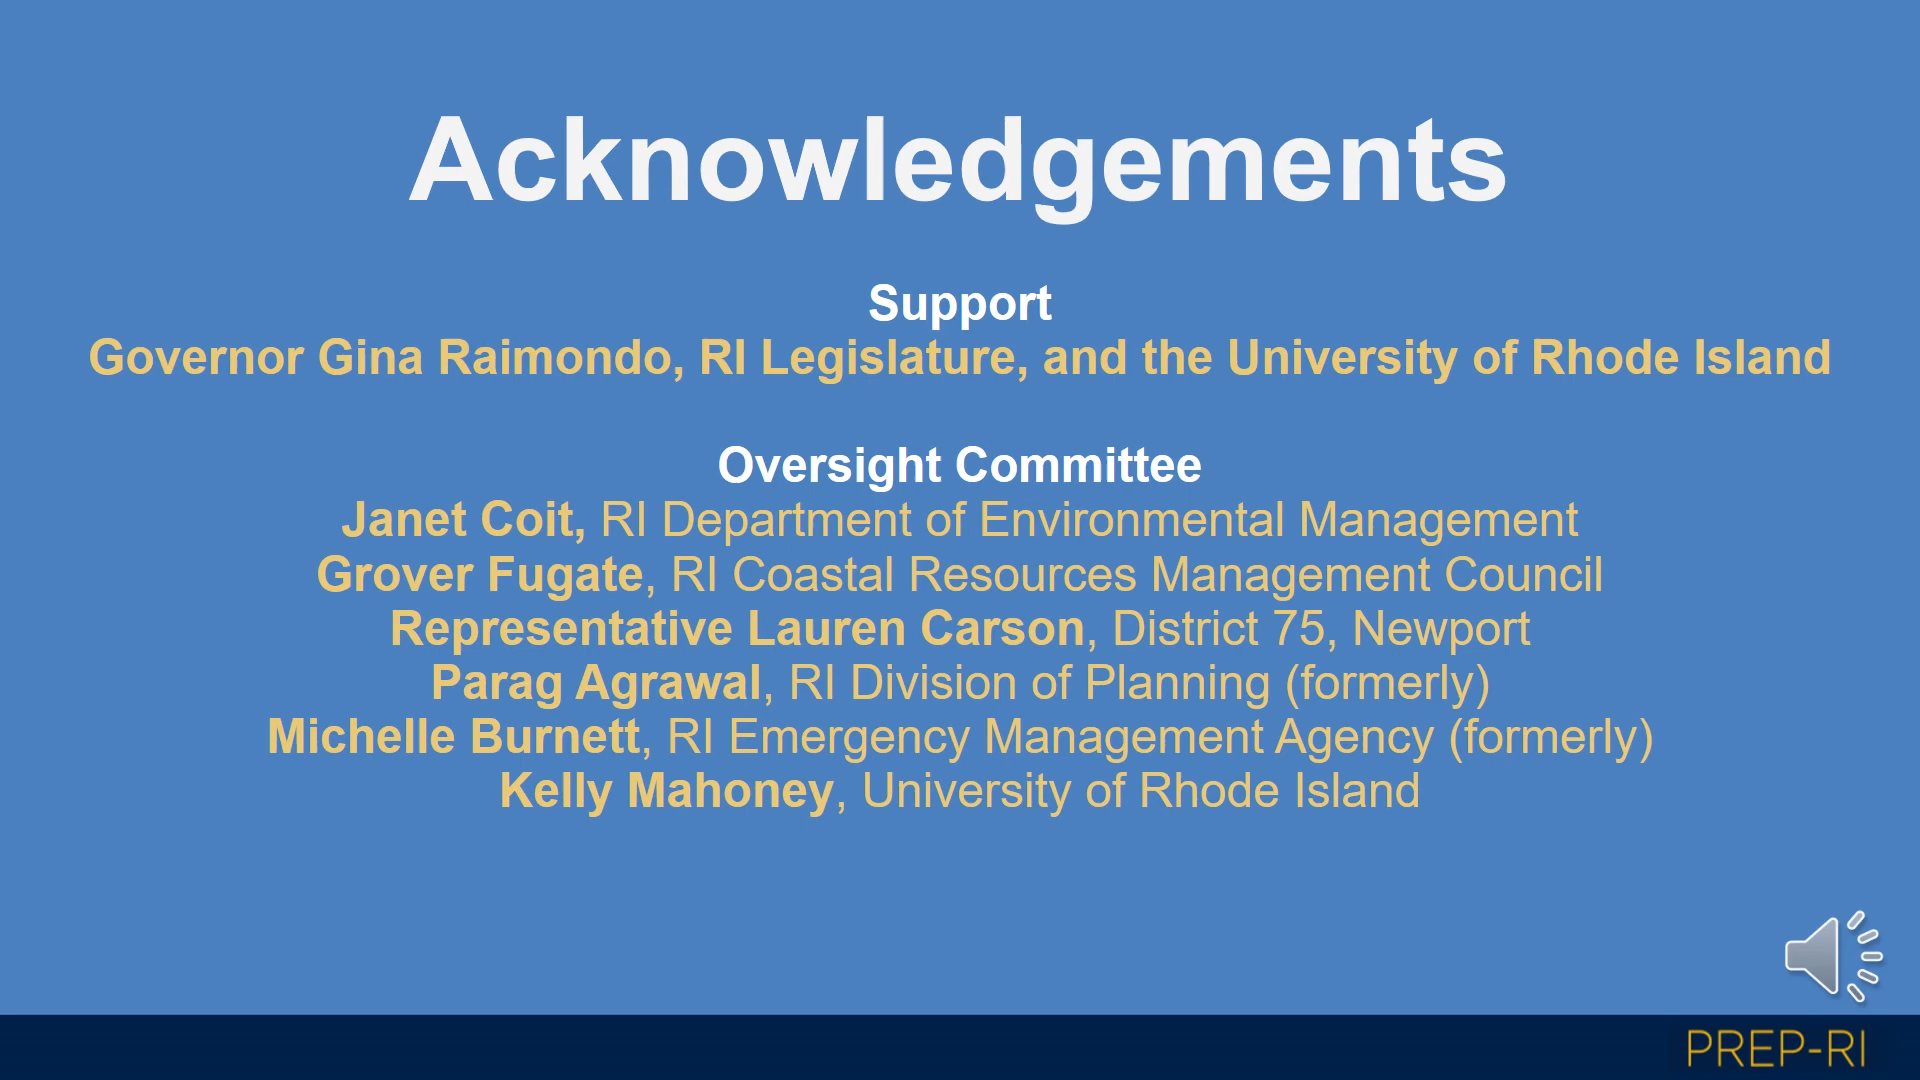 Acknowledgements
Support
Governor Gina Raimondo, RI Legislature, and the University of Rhode Island
Oversight Committee
Janet Coit, RI Department of Environmental Management
Grover Fugate, RI Coastal Resources Management Council
Representative Lauren Carson, District 75, Newport
Parag Agrawal, RI Division of Planning (formerly)
Michelle Burnett, RI Emergency Management Agency (formerly)
Kelly Mahoney, University of Rhode Island
PREP-RI